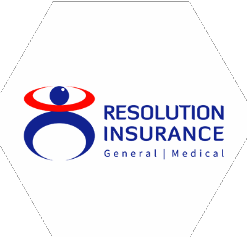 RESOLUTION
INSURANCE
General | Medical